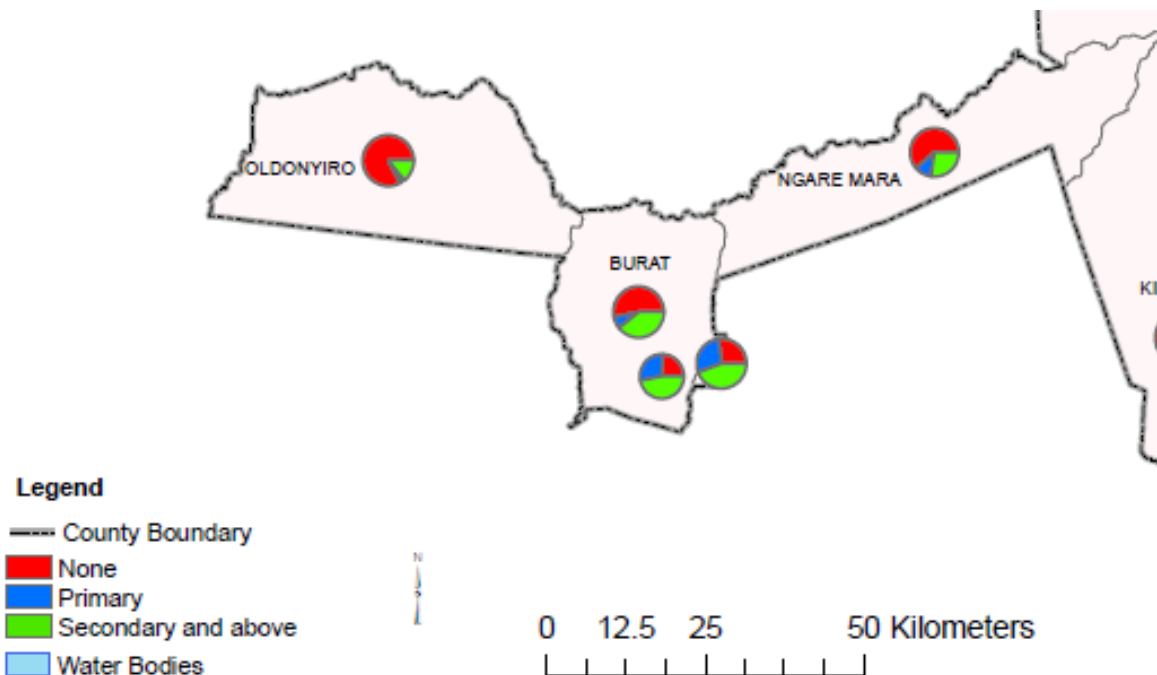 OLDONYIRO
NGARE MARA
BURAT
KI
Legend
County Boundary
None
Primary
Secondary and above
Water Bodies
N
0 12.5 25 50 Kilometers